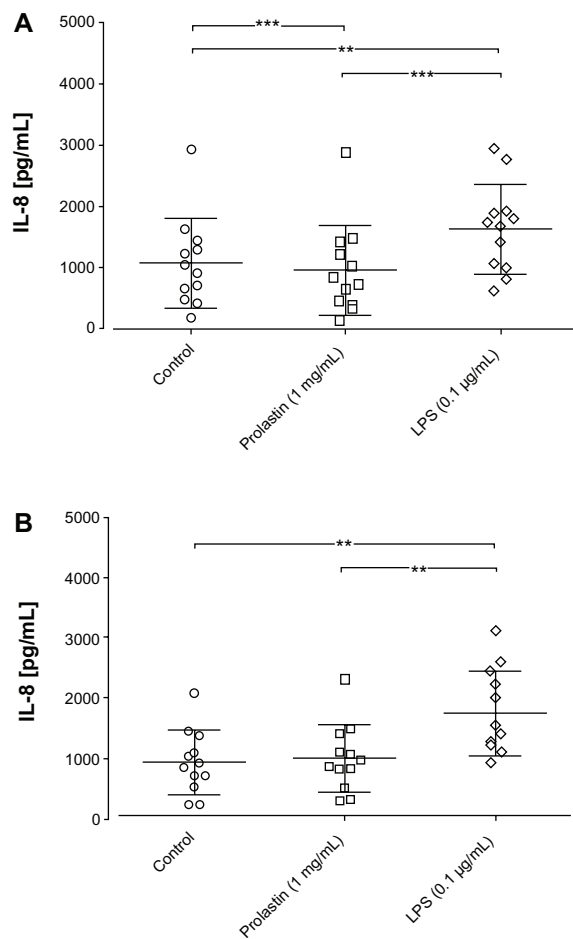 A
IL-8 [pg/mL]
5000
4000
3000
2000
1000
0
***
**
***
Control
Prolastin (1 mg/mL)
LPS (0.1 µg/mL)
B
IL-8 [pg/mL]
5000
4000
3000
2000
1000
0
**
**
Control
Prolastin (1 mg/mL)
LPS (0.1 µg/mL)